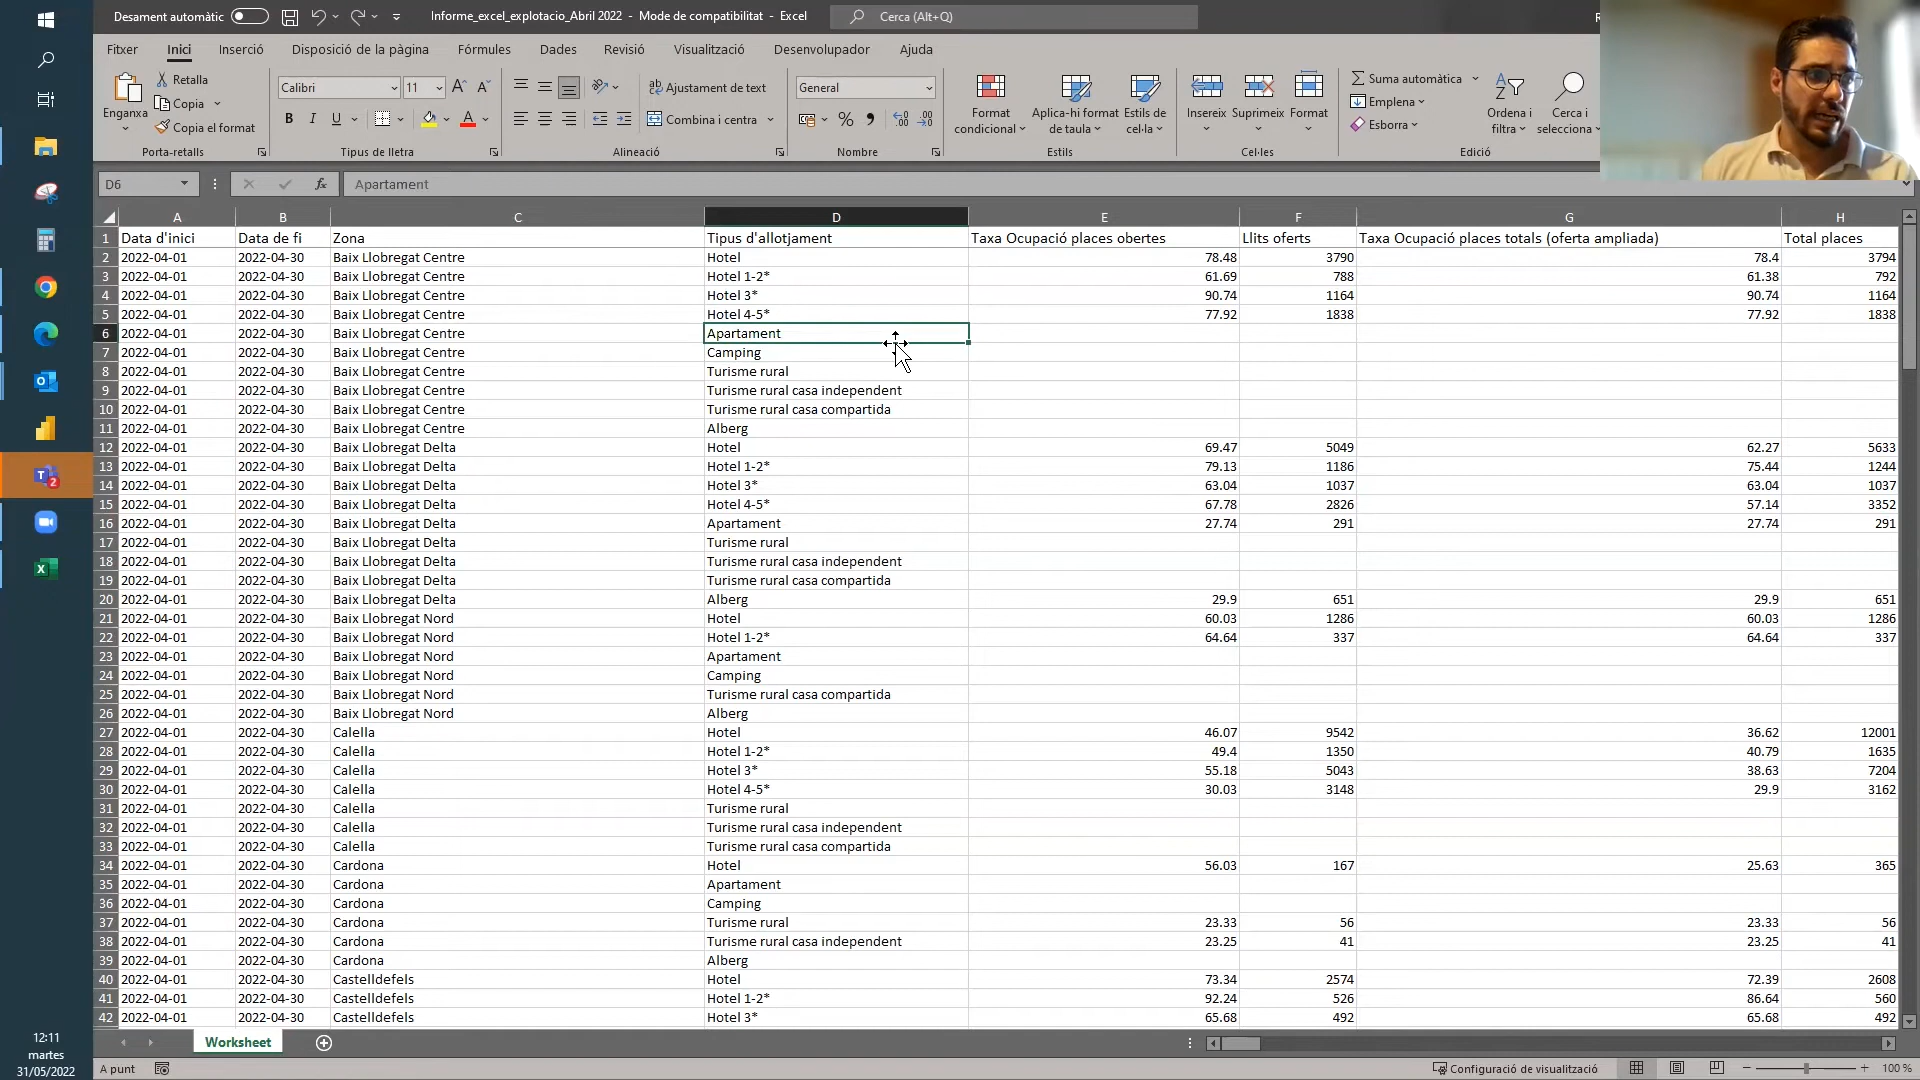 Desament automàtic
Informe_excel_explotacio_Abril 2022 - Mode de compatibilitat - Excel
Cerca (Alt+Q)
Fitxer Inici Inserció Disposició de la pàgina Fórmules Dades Revisió Visualització Desenvolupador Ajuda
Enganxa
Retalla
Copia
Copia el format
Porta-retalls
Calibri 11
Tipus de lletra
Ajustament de text
Combina i centra
Alineació
General
Nombre
Format condicional
Aplica-hi format de taula
Estils de cel·la
Estils
Insereix Suprimeix Format
Cel·les
Suma automàtica
Emplena
Esborra
Ordena i filtra
Cerca i selecciona
Edició
D6 fx Apartament
A B C D E F G H
1 Data d'inici Data de fi Zona Tipus d'allotjament Taxa Ocupació places obertes Llits oferts Taxa Ocupació places totals (oferta ampliada) Total places
2 2022-04-01 2022-04-30 Baix Llobregat Centre Hotel 78.48 3790 78.4 3794
3 2022-04-01 2022-04-30 Baix Llobregat Centre Hotel 1-2* 61.69 788 61.38 792
4 2022-04-01 2022-04-30 Baix Llobregat Centre Hotel 3* 90.74 1164 90.74 1164
5 2022-04-01 2022-04-30 Baix Llobregat Centre Hotel 4-5* 77.92 1838 77.92 1838
6 2022-04-01 2022-04-30 Baix Llobregat Centre Apartament
7 2022-04-01 2022-04-30 Baix Llobregat Centre Camping
8 2022-04-01 2022-04-30 Baix Llobregat Centre Turisme rural
9 2022-04-01 2022-04-30 Baix Llobregat Centre Turisme rural casa independent
10 2022-04-01 2022-04-30 Baix Llobregat Centre Turisme rural casa compartida
11 2022-04-01 2022-04-30 Baix Llobregat Centre Alberg
12 2022-04-01 2022-04-30 Baix Llobregat Delta Hotel 69.47 5049 62.27 5633
13 2022-04-01 2022-04-30 Baix Llobregat Delta Hotel 1-2* 79.13 1186 75.44 1244
14 2022-04-01 2022-04-30 Baix Llobregat Delta Hotel 3* 63.04 1037 63.04 1037
15 2022-04-01 2022-04-30 Baix Llobregat Delta Hotel 4-5* 67.78 2826 57.14 3352
16 2022-04-01 2022-04-30 Baix Llobregat Delta Apartament 27.74 291 27.74 291
17 2022-04-01 2022-04-30 Baix Llobregat Delta Turisme rural
18 2022-04-01 2022-04-30 Baix Llobregat Delta Turisme rural casa independent
19 2022-04-01 2022-04-30 Baix Llobregat Delta Turisme rural casa compartida
20 2022-04-01 2022-04-30 Baix Llobregat Delta Alberg 29.9 651 29.9 651
21 2022-04-01 2022-04-30 Baix Llobregat Nord Hotel 60.03 1286 60.03 1286
22 2022-04-01 2022-04-30 Baix Llobregat Nord Hotel 1-2* 64.64 337 64.64 337
23 2022-04-01 2022-04-30 Baix Llobregat Nord Apartament
24 2022-04-01 2022-04-30 Baix Llobregat Nord Camping
25 2022-04-01 2022-04-30 Baix Llobregat Nord Turisme rural casa compartida
26 2022-04-01 2022-04-30 Baix Llobregat Nord Alberg
27 2022-04-01 2022-04-30 Calella Hotel 46.07 9542 36.62 12001
28 2022-04-01 2022-04-30 Calella Hotel 1-2* 49.4 1350 40.79 1635
29 2022-04-01 2022-04-30 Calella Hotel 3* 55.18 5043 38.63 7204
30 2022-04-01 2022-04-30 Calella Hotel 4-5* 30.03 3148 29.9 3162
31 2022-04-01 2022-04-30 Calella Turisme rural
32 2022-04-01 2022-04-30 Calella Turisme rural casa independent
33 2022-04-01 2022-04-30 Calella Turisme rural casa compartida
34 2022-04-01 2022-04-30 Cardona Hotel 56.03 167 25.63 365
35 2022-04-01 2022-04-30 Cardona Apartament
36 2022-04-01 2022-04-30 Cardona Camping
37 2022-04-01 2022-04-30 Cardona Turisme rural 23.33 56 23.33 56
38 2022-04-01 2022-04-30 Cardona Turisme rural casa independent 23.25 41 23.25 41
39 2022-04-01 2022-04-30 Cardona Alberg
40 2022-04-01 2022-04-30 Castelldefels Hotel 73.34 2574 72.39 2608
41 2022-04-01 2022-04-30 Castelldefels Hotel 1-2* 92.24 526 86.64 560
42 2022-04-01 2022-04-30 Castelldefels Hotel 3* 65.68 492 65.68 492
Worksheet
A punt
Configuració de visualització
100 %
12:11
martes
31/05/2022